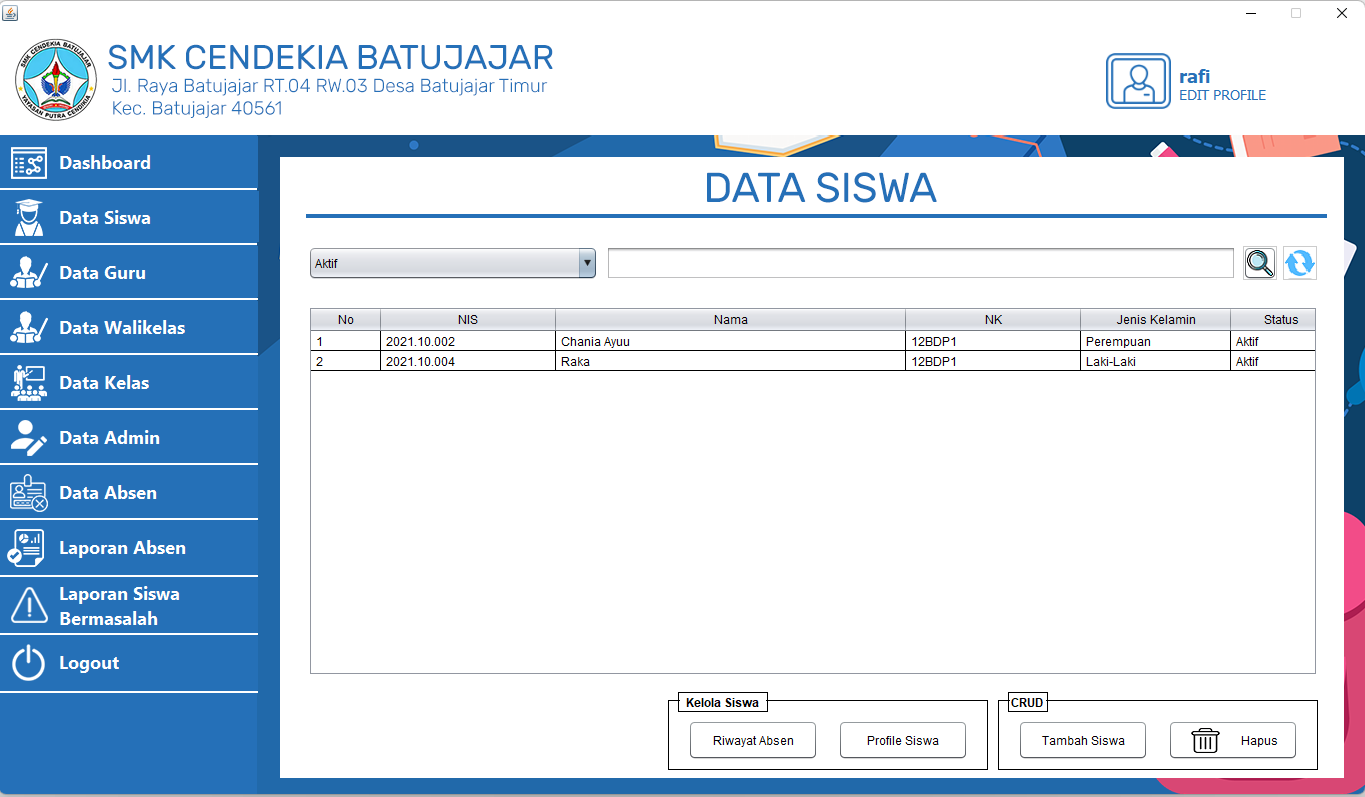 SMK CENDEKIA BATUJAJAR
Jl. Raya Batujajar RT.04 RW.03 Desa Batujajar Timur
Kec. Batujajar 40561
SMK CENDEKIA BATUJAJAR
YAYASAN PUTRA CENDIKIA
rafi
EDIT PROFILE
Dashboard
Data Siswa
Data Guru
Data Walikelas
Data Kelas
Data Admin
Data Absen
Laporan Absen
Laporan Siswa
Bermasalah
Logout
DATA SISWA
Aktif
No NIS Nama NK Jenis Kelamin Status
1 2021.10.002 Chania Ayuu 12BDP1 Perempuan Aktif
2 2021.10.004 Raka 12BDP1 Laki-Laki Aktif
Kelola Siswa
Riwayat Absen Profile Siswa
CRUD
Tambah Siswa Hapus